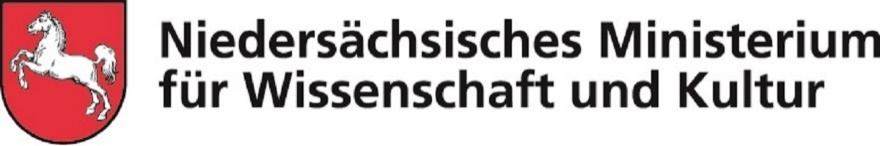 Niedersächsisches Ministerium
für Wissenschaft und Kultur